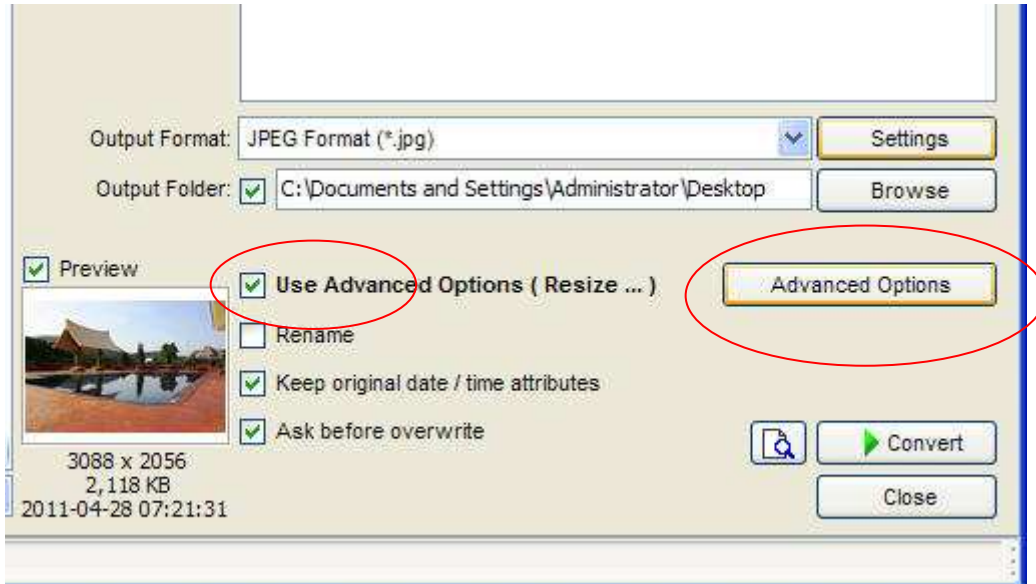 Output Format: JPEG Format (*.jpg) Settings
Output Folder: C:\Documents and Settings\Administrator\Desktop Browse
Preview
Use Advanced Options ( Resize ... ) Advanced Options
Rename
Keep original date / time attributes
Ask before overwrite
3088 x 2056
2,118 KB
2011-04-28 07:21:31
Convert
Close